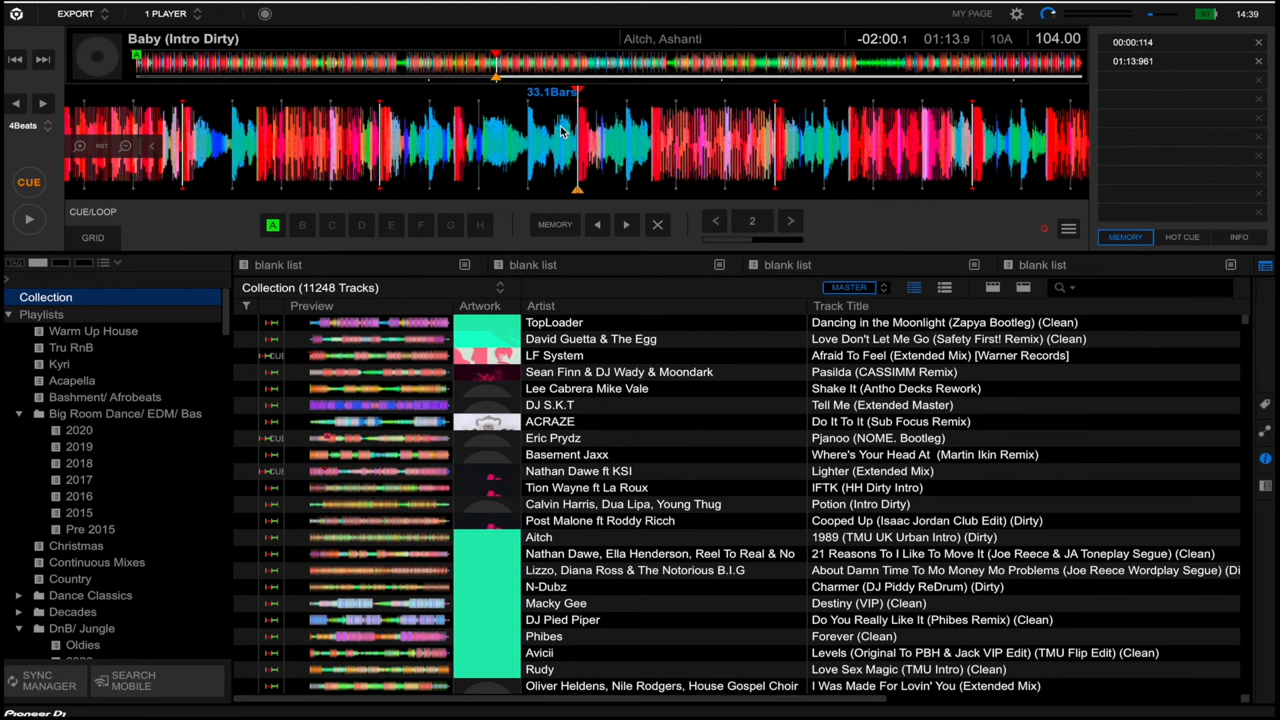 EXPORT 1 PLAYER MY PAGE 93 14:39
Baby (Intro Dirty) Aitch, Ashanti -02:00.1 01:13.9 10A 104.00
A
33.1Bars
4Beats
RST
CUE
CUE/LOOP
GRID
A B C D E F G H MEMORY 2
00:00:114
01:13:961
MEMORY HOT CUE INFO
TAG
blank list blank list blank list blank list
Collection (11248 Tracks) MASTER
Preview Artwork Artist Track Title
TopLoader Dancing in the Moonlight (Zapya Bootleg) (Clean)
David Guetta & The Egg Love Don't Let Me Go (Safety First! Remix) (Clean)
CUE LF System Afraid To Feel (Extended Mix) [Warner Records]
Sean Finn & DJ Wady & Moondark Pasilda (CASSIMM Remix)
Lee Cabrera Mike Vale Shake It (Antho Decks Rework)
DJ S.K.T Tell Me (Extended Master)
ACRAZE Do It To It (Sub Focus Remix)
CUE Eric Prydz Pjanoo (NOME. Bootleg)
Basement Jaxx Where's Your Head At (Martin Ikin Remix)
CUE Nathan Dawe ft KSI Lighter (Extended Mix)
Tion Wayne ft La Roux IFTK (HH Dirty Intro)
Calvin Harris, Dua Lipa, Young Thug Potion (Intro Dirty)
Post Malone ft Roddy Ricch Cooped Up (Isaac Jordan Club Edit) (Dirty)
Aitch 1989 (TMU UK Urban Intro) (Dirty)
Nathan Dawe, Ella Henderson, Reel To Real & No 21 Reasons To I Like To Move It (Joe Reece & JA Toneplay Segue) (Clean)
Lizzo, Diana Ross & The Notorious B.I.G About Damn Time To Mo Money Mo Problems (Joe Reece Wordplay Segue) (Di
N-Dubz Charmer (DJ Piddy ReDrum) (Dirty)
Macky Gee Destiny (VIP) (Clean)
DJ Pied Piper Do You Really Like It (Phibes Remix) (Clean)
Phibes Forever (Clean)
Avicii Levels (Original To PBH & Jack VIP Edit) (TMU Flip Edit) (Clean)
Rudy Love Sex Magic (TMU Intro) (Clean)
Oliver Heldens, Nile Rodgers, House Gospel Choir I Was Made For Lovin' You (Extended Mix)
Collection
Playlists
Warm Up House
Tru RnB
Kyri
Acapella
Bashment/ Afrobeats
Big Room Dance/ EDM/ Bas
2020
2019
2018
2017
2016
2015
Pre 2015
Christmas
Continuous Mixes
Country
Dance Classics
Decades
DnB/ Jungle
Oldies
SYNC MANAGER
SEARCH MOBILE
Pioneer DJ